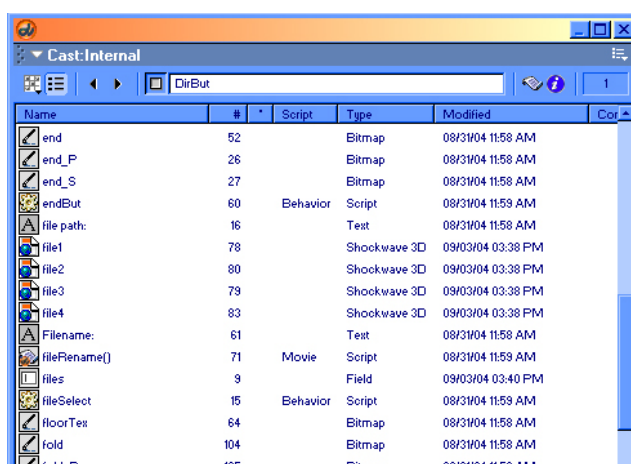 Cast:Internal
DirBut 1
Name # * Script Type Modified
end 52 Bitmap 08/31/04 11:58 AM
end_P 26 Bitmap 08/31/04 11:58 AM
end_S 27 Bitmap 08/31/04 11:58 AM
endBut 60 Behavior Script 08/31/04 11:59 AM
file path: 16 Text 08/31/04 11:58 AM
file1 78 Shockwave 3D 09/03/04 03:38 PM
file2 80 Shockwave 3D 09/03/04 03:38 PM
file3 79 Shockwave 3D 09/03/04 03:38 PM
file4 83 Shockwave 3D 09/03/04 03:38 PM
Filename: 61 Text 08/31/04 11:58 AM
fileRename() 71 Movie Script 08/31/04 11:59 AM
files 9 Field 09/03/04 03:40 PM
fileSelect 15 Behavior Script 08/31/04 11:59 AM
floorTex 64 Bitmap 08/31/04 11:58 AM
fold 104 Bitmap 08/31/04 11:58 AM